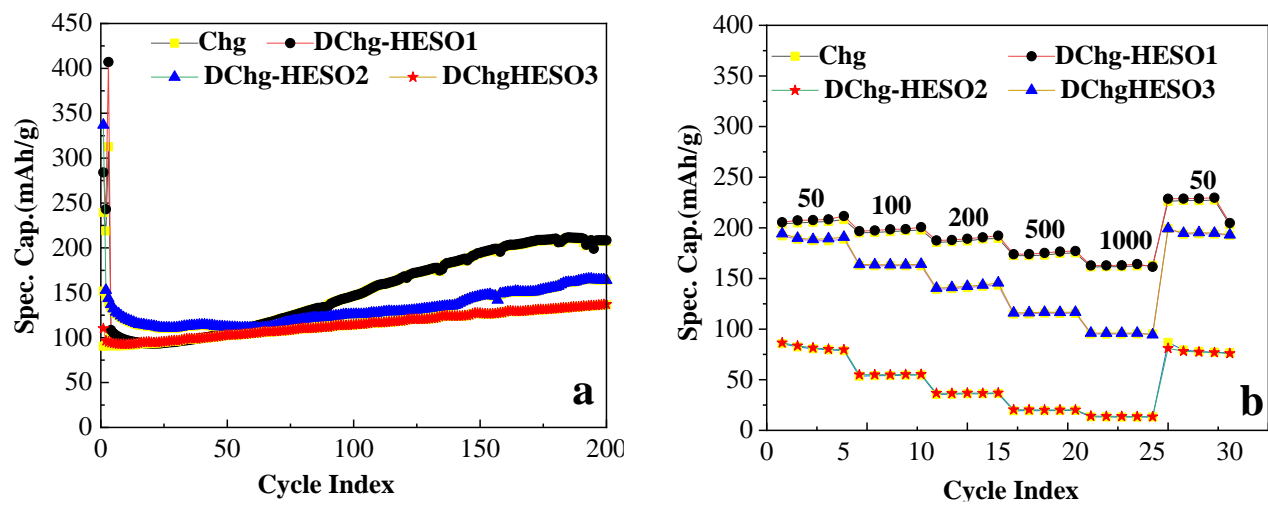 450
400
350
300
250
200
150
100
50
0
0
50
100
150
200
Spec. Cap.(mAh/g)
Cycle Index
Chg
DChg-HESO1
DChg-HESO2
DChgHESO3
a
400
350
300
250
200
150
100
50
0
0
5
10
15
20
25
30
Spec. Cap.(mAh/g)
Cycle Index
Chg
DChg-HESO1
DChg-HESO2
DChgHESO3
50
100
200
500
1000
50
b